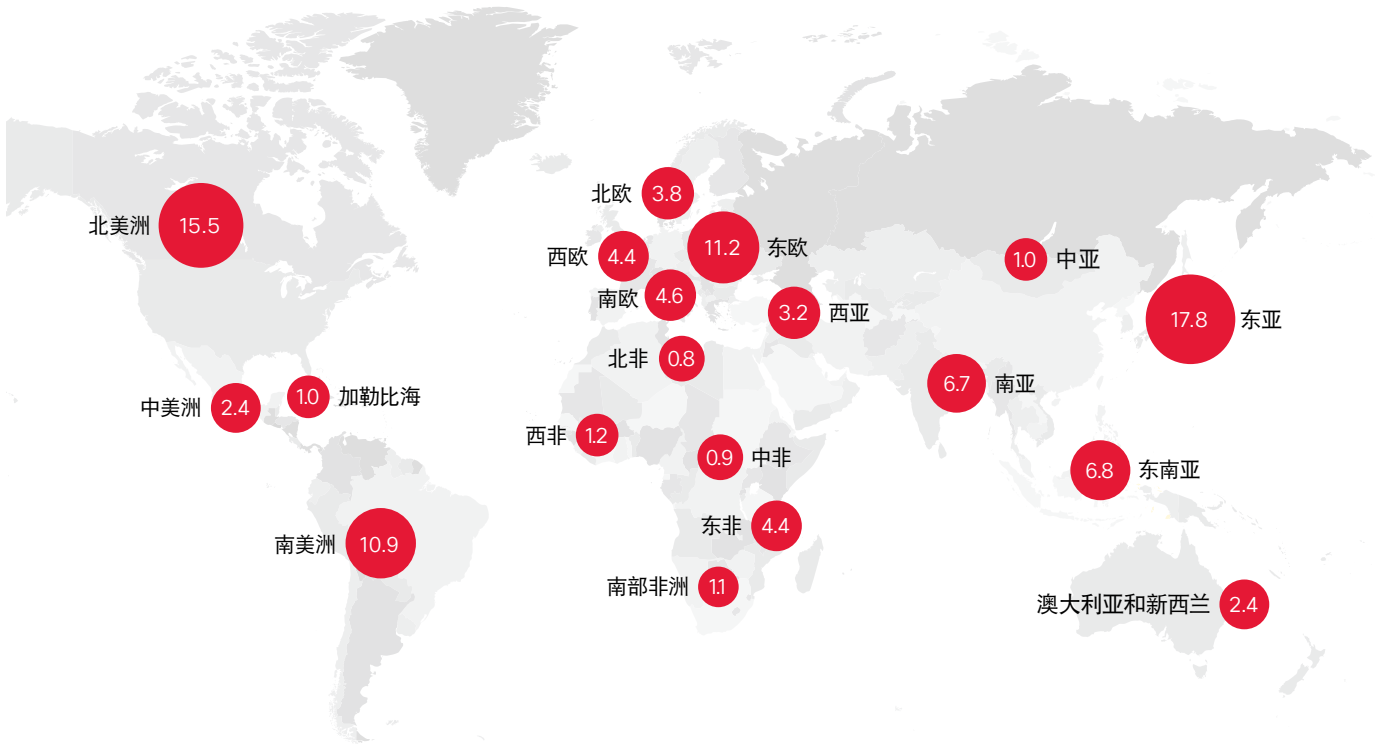 北美洲 15.5
中美洲 2.4
1.0 加勒比海
南美洲 10.9
北欧 3.8
西欧 4.4
11.2 东欧
南欧 4.6
3.2 西亚
北非 0.8
西非 1.2
0.9 中非
东非 4.4
南部非洲 1.1
1.0 中亚
17.8 东亚
6.7 南亚
6.8 东南亚
澳大利亚和新西兰 2.4